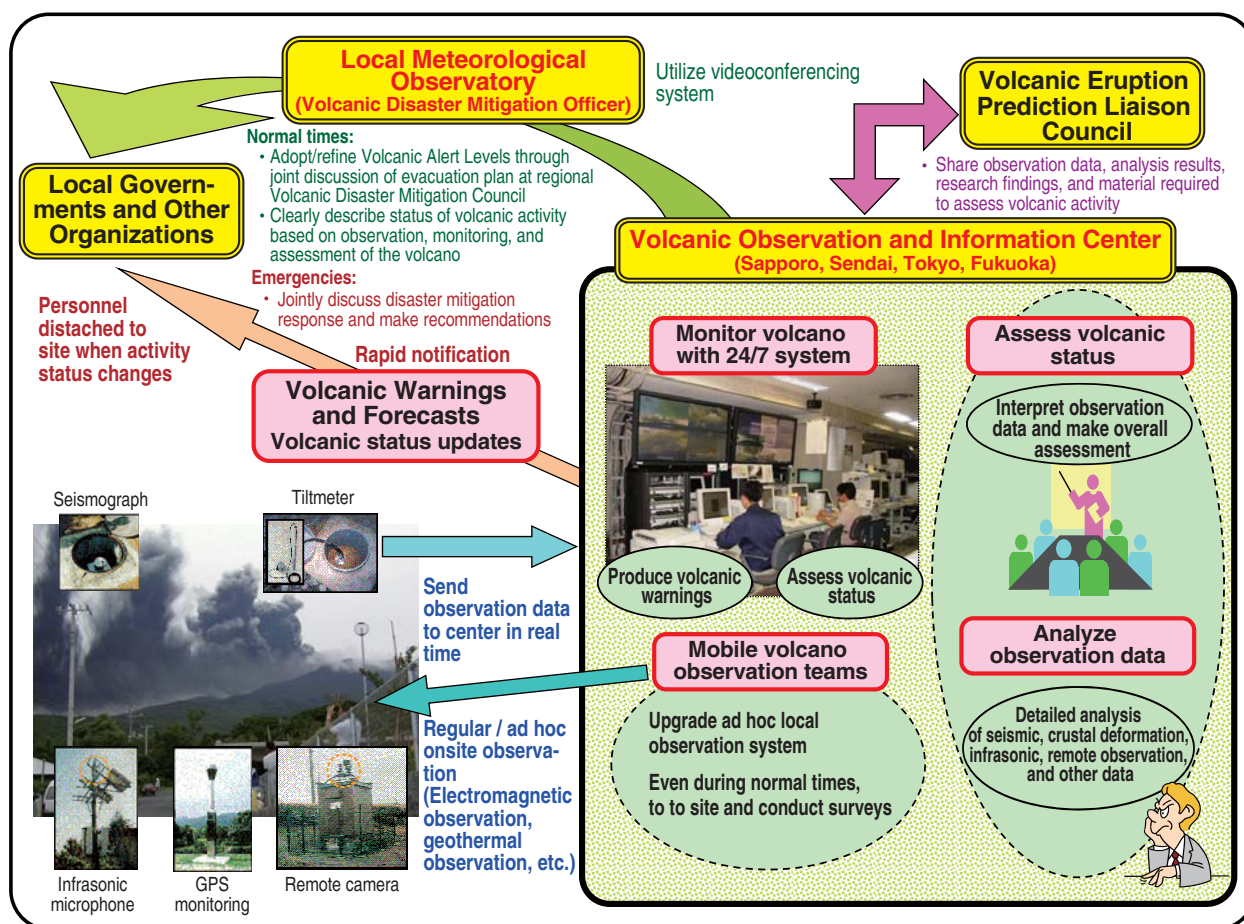 Local Meteorological
Observatory
(Volcanic Disaster Mitigation Officer)
Utilize videoconferencing
system
Volcanic Eruption
Prediction Liaison
Council
• Share observation data, analysis results,
research findings, and material required
to assess volcanic activity
Local Govern-
ments and Other
Organizations
Normal times:
• Adopt/refine Volcanic Alert Levels through
joint discussion of evacuation plan at regional
Volcanic Disaster Mitigation Council
• Clearly describe status of volcanic activity
based on observation, monitoring, and
assessment of the volcano
Emergencies:
• Jointly discuss disaster mitigation
response and make recommendations
Personnel
distached to
site when activity
status changes
Rapid notification
Volcanic Warnings
and Forecasts
Volcanic status updates
Volcanic Observation and Information Center
(Sapporo, Sendai, Tokyo, Fukuoka)
Monitor volcano
with 24/7 system
Produce volcanic
warnings
Assess volcanic
status
Assess volcanic
status
Interpret observation
data and make overall
assessment
Analyze
observation data
Detailed analysis
of seismic, crustal deformation,
infrasonic, remote observation,
and other data
Mobile volcano
observation teams
Upgrade ad hoc local
observation system
Even during normal times,
to to site and conduct surveys
Seismograph
Tiltmeter
Send
observation data
to center in real
time
Regular / ad hoc
onsite observa-
tion
(Electromagnetic
observation,
geothermal
observation, etc.)
Infrasonic
microphone
GPS
monitoring
Remote camera